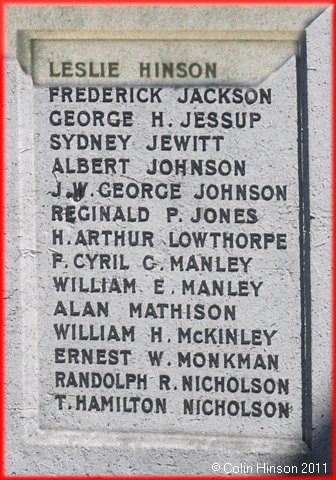 LESLIE HINSON
FREDERICK JACKSON
GEORGE H. JESSUP
SYDNEY JEWITT
ALBERT JOHNSON
J.W. GEORGE JOHNSON
REGINALD P. JONES
H. ARTHUR LOWTHORPE
F. CYRIL C. MANLEY
WILLIAM E. MANLEY
ALAN MATHISON
WILLIAM H. McKINLEY
ERNEST W. MONKMAN
RANDOLPH R. NICHOLSON
T. HAMILTON NICHOLSON
©Colin Hinson 2011